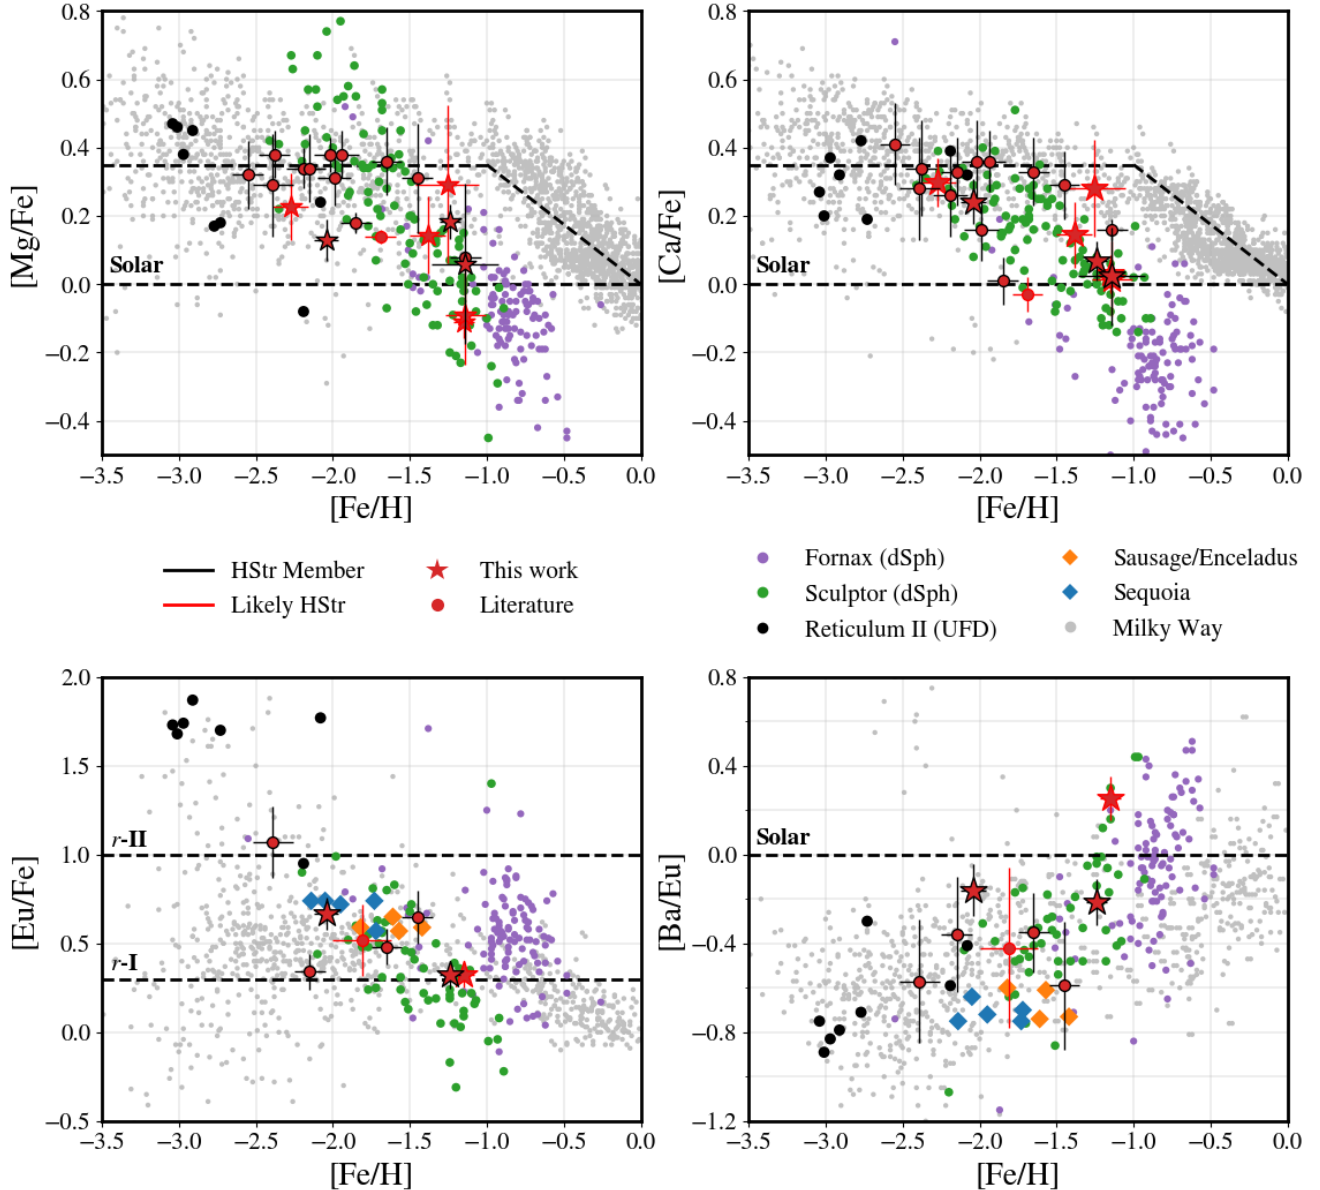 0.8
0.6
0.4
0.2
0.0
−0.2
−0.4
[Mg/Fe]
Solar
−3.5 −3.0 −2.5 −2.0 −1.5 −1.0 −0.5 0.0
[Fe/H]
0.8
0.6
0.4
0.2
0.0
−0.2
−0.4
[Ca/Fe]
Solar
−3.5 −3.0 −2.5 −2.0 −1.5 −1.0 −0.5 0.0
[Fe/H]
HStr Member
This work
Likely HStr
Literature
Fornax (dSph)
Sausage/Enceladus
Sculptor (dSph)
Sequoia
Reticulum II (UFD)
Milky Way
2.0
1.5
1.0
0.5
0.0
−0.5
[Eu/Fe]
r-II
r-I
−3.5 −3.0 −2.5 −2.0 −1.5 −1.0 −0.5 0.0
[Fe/H]
0.8
0.4
0.0
−0.4
−0.8
−1.2
[Ba/Eu]
Solar
−3.5 −3.0 −2.5 −2.0 −1.5 −1.0 −0.5 0.0
[Fe/H]